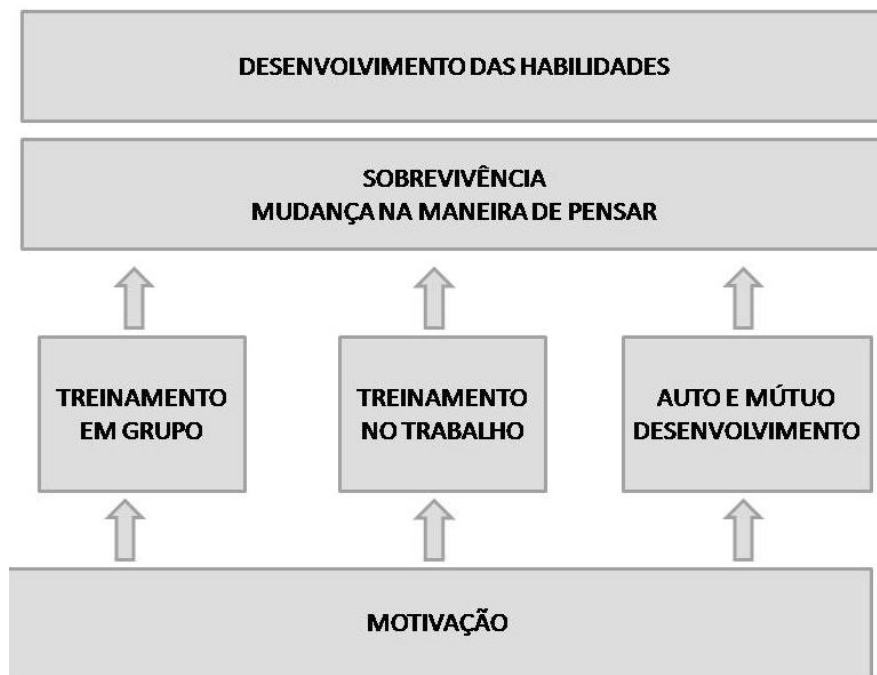 DESENVOLVIMENTO DAS HABILIDADES
SOBREVIVÊNCIA
MUDANÇA NA MANEIRA DE PENSAR
TREINAMENTO
EM GRUPO
TREINAMENTO
NO TRABALHO
AUTO E MÚTUO
DESENVOLVIMENTO
MOTIVAÇÃO